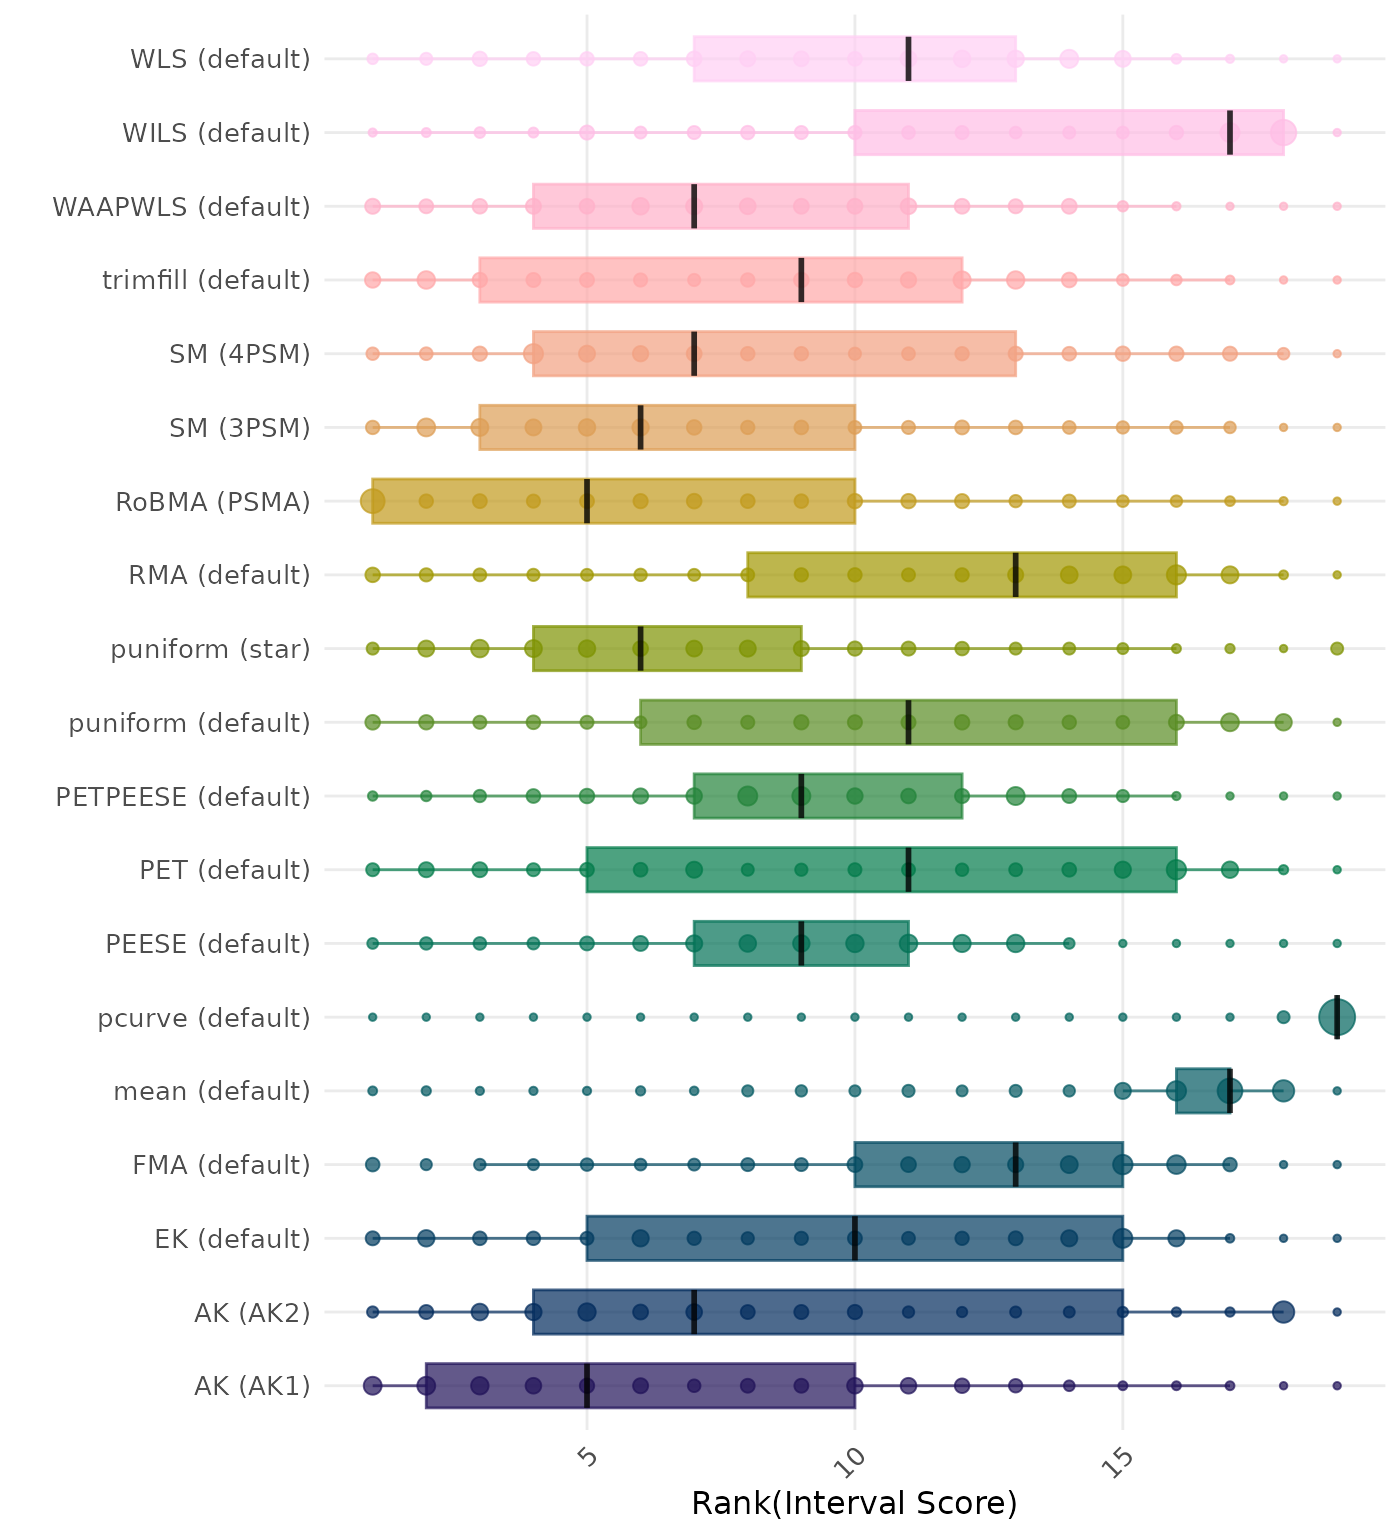 WLS (default)
WILS (default)
WAAPWLS (default)
trimfill (default)
SM (4PSM)
SM (3PSM)
RoBMA (PSMA)
RMA (default)
puniform (star)
puniform (default)
PETPEESE (default)
PET (default)
PEESE (default)
pcurve (default)
mean (default)
FMA (default)
EK (default)
AK (AK2)
AK (AK1)
5
10
15
Rank(Interval Score)